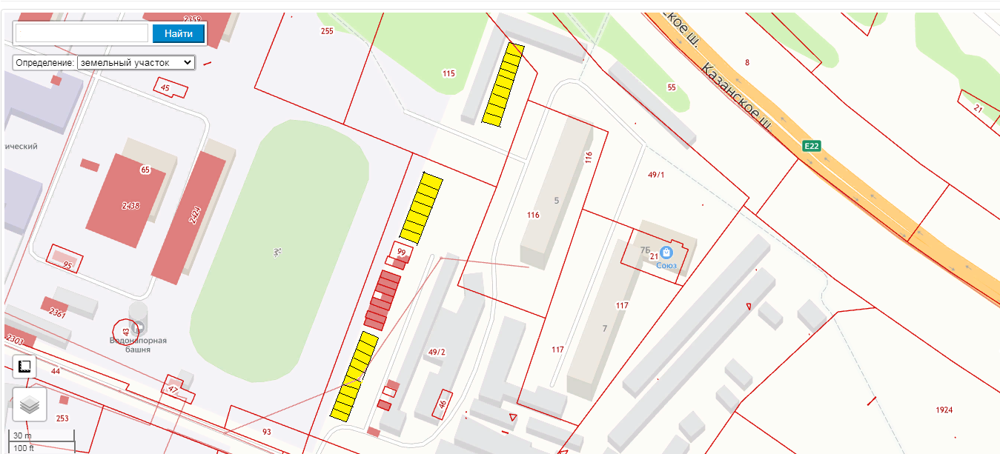 2359
Найти
255
Определение: земельный участок
8
ское ш.
115
55
Казанское ш.
45
21
ический
E22
65
116
49/1
5
116
2438
2424
99
7Б
21
Союз
95
117
2361
7
43
Водонапорная
башня
2303
117
49/2
44
47
46
1924
253
93
30 m
100 ft